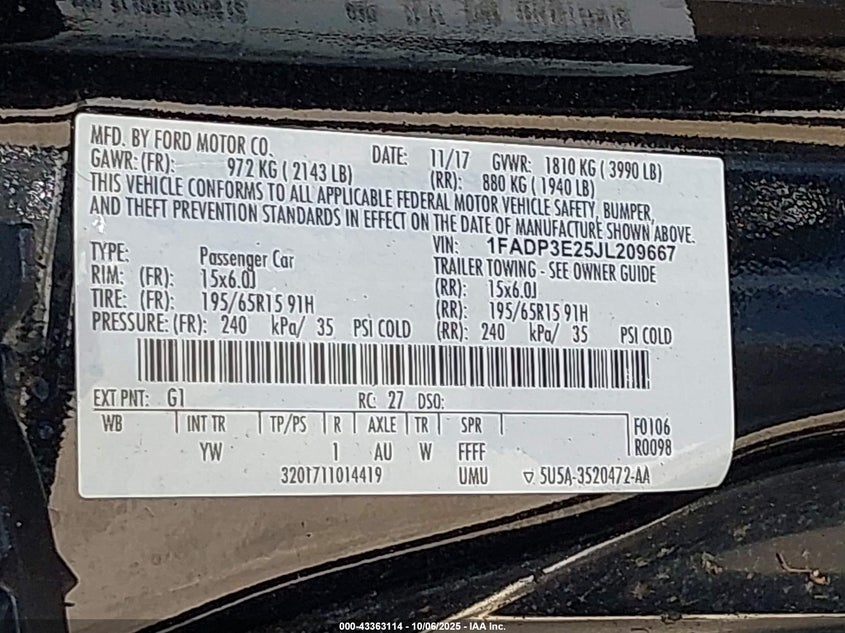 MFD. BY FORD MOTOR CO. DATE: 11/17 GVWR: 1810 KG ( 3990 LB)
GAWR: (FR): 972 KG ( 2143 LB) (RR): 880 KG ( 1940 LB)
THIS VEHICLE CONFORMS TO ALL APPLICABLE FEDERAL MOTOR VEHICLE SAFETY, BUMPER,
AND THEFT PREVENTION STANDARDS IN EFFECT ON THE DATE OF MANUFACTURE SHOWN ABOVE.
VIN: 1FADP3E25JL209667
TYPE: Passenger Car TRAILER TOWING - SEE OWNER GUIDE
RIM: (FR): 15x6.0J (RR): 15x6.0J
TIRE: (FR): 195/65R15 91H (RR): 195/65R15 91H
PRESSURE: (FR): 240 kPa/ 35 PSI COLD (RR): 240 kPa/ 35 PSI COLD
EXT PNT: G1 RC: 27 DSO:
WB INT TR TP/PS R AXLE TR SPR F0106
YW 1 AU W FFFF R0098
3201711014419 UMU ▽ 5U5A-3520472-AA
000-43363114 - 10/06/2025 - IAA Inc.